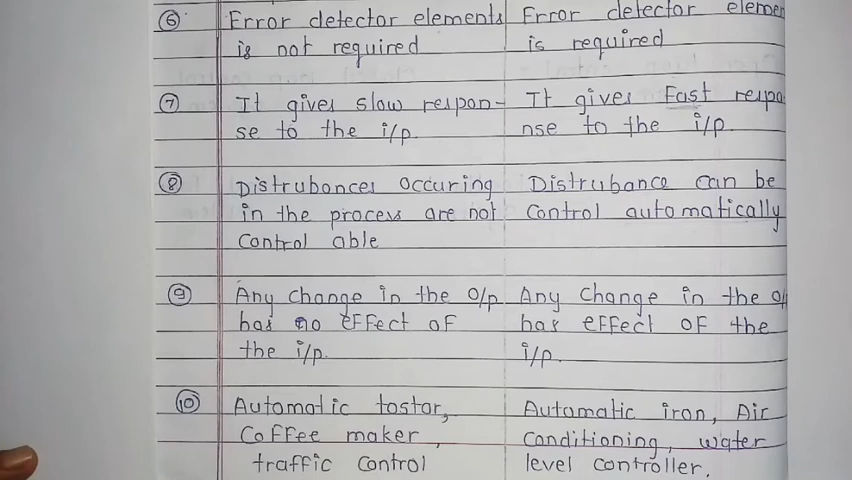 ⑥ Error detector elements Error detector elemen
is not required is required
⑦ It gives slow respon- It gives Fast respo
se to the i/p. nse to the i/p.
⑧ Distrubances occuring Distrubance can be
in the process are not control automatically
control able
⑨ Any change in the o/p Any change in the o/p
has no effect of has effect of the
the i/p. i/p.
⑩ Automatic tostar, Automatic iron, Air
Coffee maker, Conditioning, water
traffic control level controller.